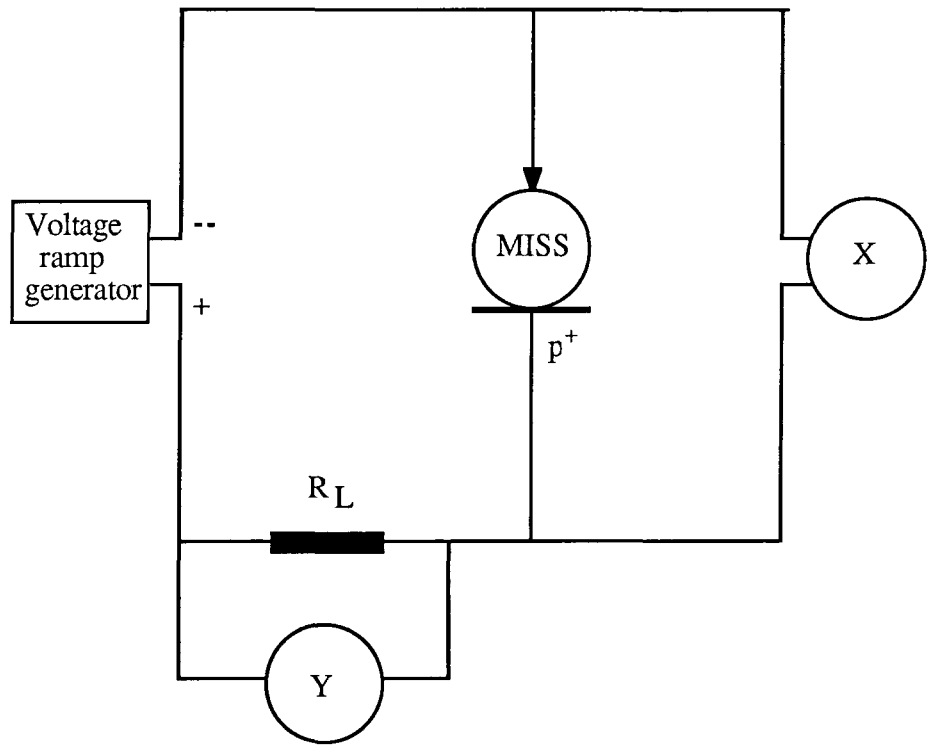 Voltage
ramp
generator
--
+
MISS
X
p+
RL
Y